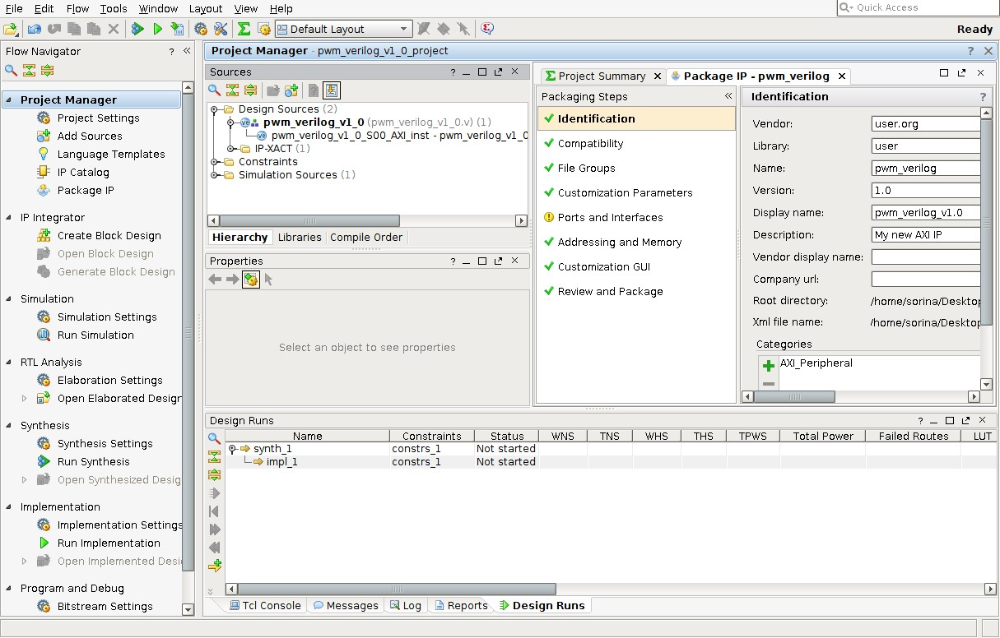 File Edit Flow Tools Window Layout View Help
Quick Access
Default Layout
Ready
Flow Navigator ? «
Project Manager
Project Settings
Add Sources
Language Templates
IP Catalog
Package IP
IP Integrator
Create Block Design
Open Block Design
Generate Block Design
Simulation
Simulation Settings
Run Simulation
RTL Analysis
Elaboration Settings
Open Elaborated Design
Synthesis
Synthesis Settings
Run Synthesis
Open Synthesized Desig
Implementation
Implementation Settings
Run Implementation
Open Implemented Desi
Program and Debug
Bitstream Settings
Project Manager - pwm_verilog_v1_0_project
Sources
Design Sources (2)
pwm_verilog_v1_0 (pwm_verilog_v1_0.v) (1)
pwm_verilog_v1_0_S00_AXI_inst - pwm_verilog_v1_0
IP-XACT (1)
Constraints
Simulation Sources (1)
Hierarchy Libraries Compile Order
Properties
Select an object to see properties
Project Summary Package IP - pwm_verilog
Packaging Steps «
Identification
Compatibility
File Groups
Customization Parameters
Ports and Interfaces
Addressing and Memory
Customization GUI
Review and Package
Identification
Vendor: user.org
Library: user
Name: pwm_verilog
Version: 1.0
Display name: pwm_verilog_v1.0
Description: My new AXI IP
Vendor display name:
Company url:
Root directory: /home/sorina/Desktop
Xml file name: /home/sorina/Desktop
Categories
AXI_Peripheral
Design Runs
Name Constraints Status WNS TNS WHS THS TPWS Total Power Failed Routes LUT
synth_1 constrs_1 Not started
impl_1 constrs_1 Not started
Tcl Console Messages Log Reports Design Runs